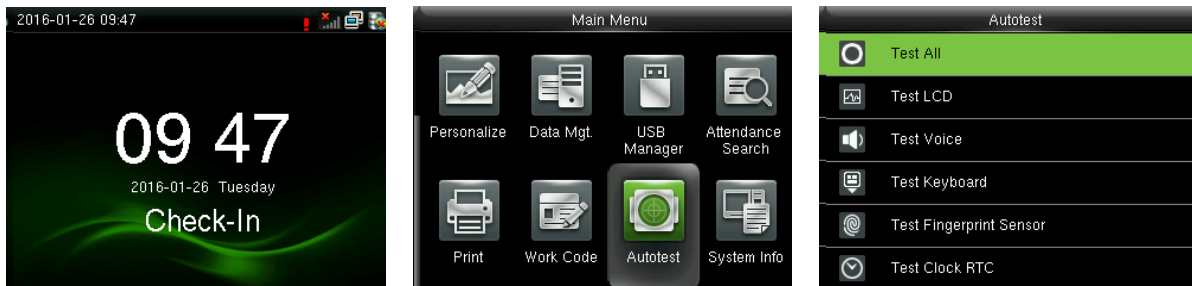 2016-01-26 09:47
09 47
2016-01-26 Tuesday
Check-In
Main Menu
Personalize
Data Mgt.
USB
Manager
Attendance
Search
Print
Work Code
Autotest
System Info
Autotest
Test All
Test LCD
Test Voice
Test Keyboard
Test Fingerprint Sensor
Test Clock RTC